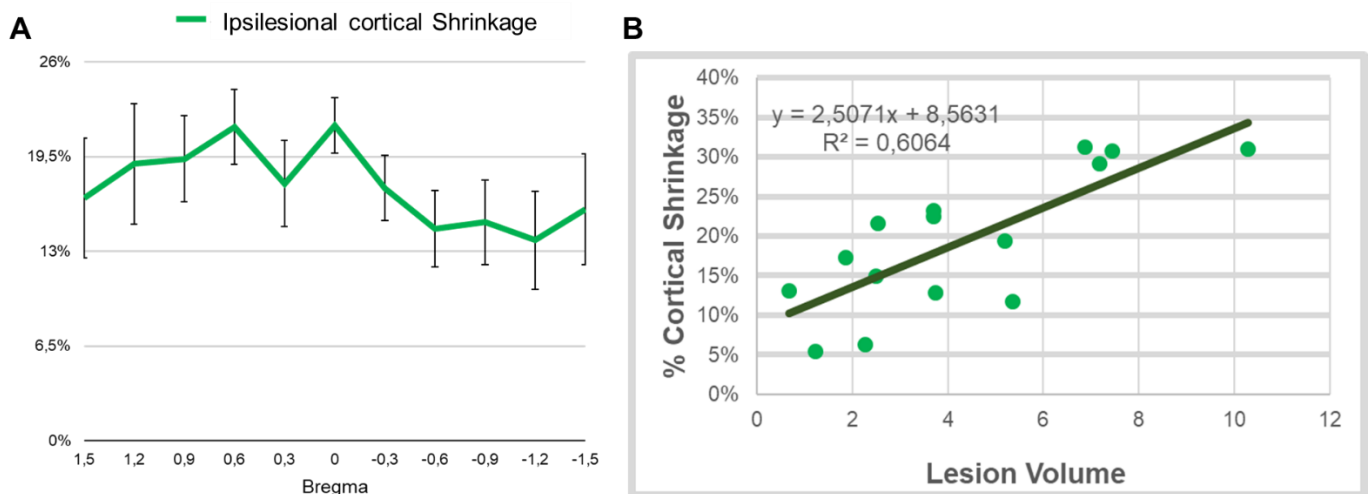 A
Ipsilesional cortical Shrinkage
26%
19,5%
13%
6,5%
0%
1,5 1,2 0,9 0,6 0,3 0 -0,3 -0,6 -0,9 -1,2 -1,5
Bregma
B
% Cortical Shrinkage
40%
35%
30%
25%
20%
15%
10%
5%
0%
y = 2,5071x + 8,5631
R² = 0,6064
0 2 4 6 8 10 12
Lesion Volume